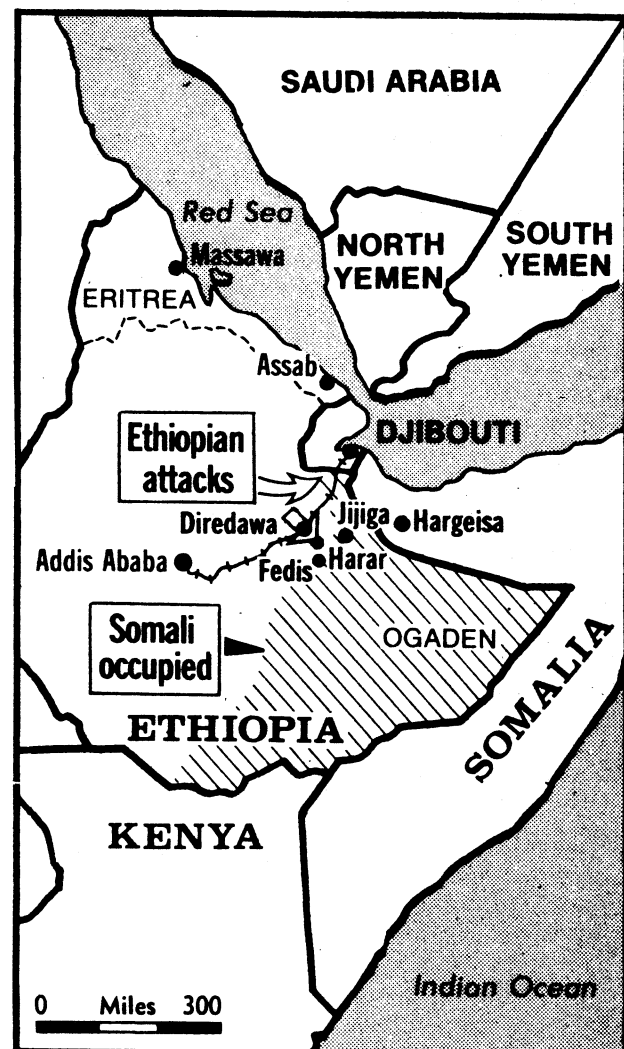 SAUDI ARABIA
Red Sea
NORTH
YEMEN
SOUTH
YEMEN
Massawa
ERITREA
Assab
DJIBOUTI
Ethiopian
attacks
Diredawa
Jijiga
Hargeisa
Addis Ababa
Fedis
Harar
Somali
occupied
OGADEN
ETHIOPIA
SOMALIA
KENYA
Indian Ocean
0 Miles 300